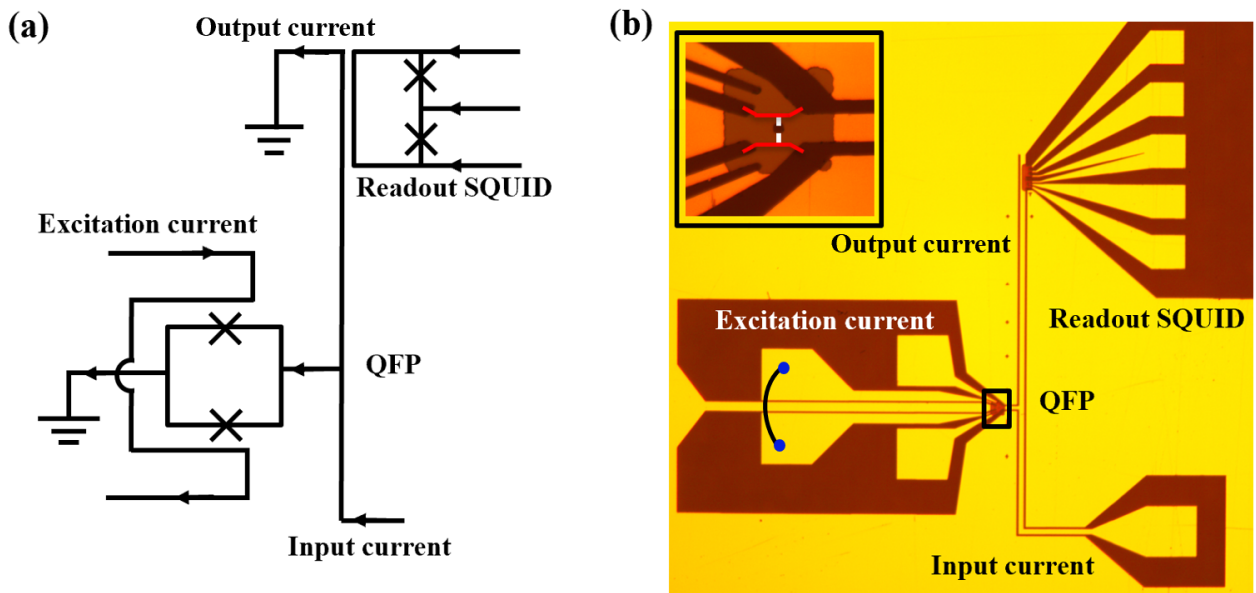 (a)
Output current
Readout SQUID
Excitation current
QFP
Input current
(b)
Output current
Readout SQUID
Excitation current
QFP
Input current